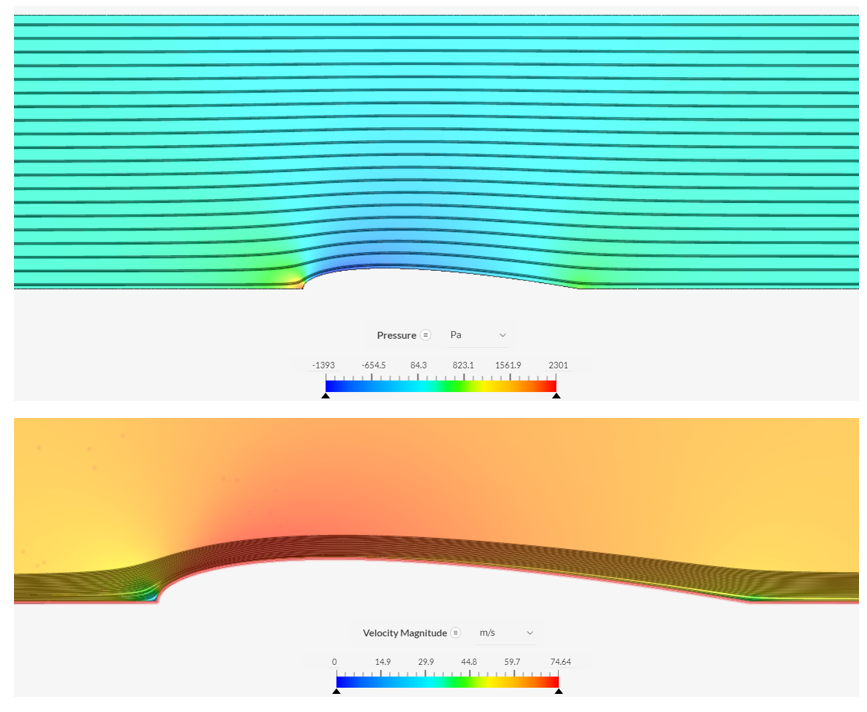 Pressure Pa
-1393 -654.5 84.3 823.1 1561.9 2301
Velocity Magnitude m/s
0 14.9 29.9 44.8 59.7 74.64